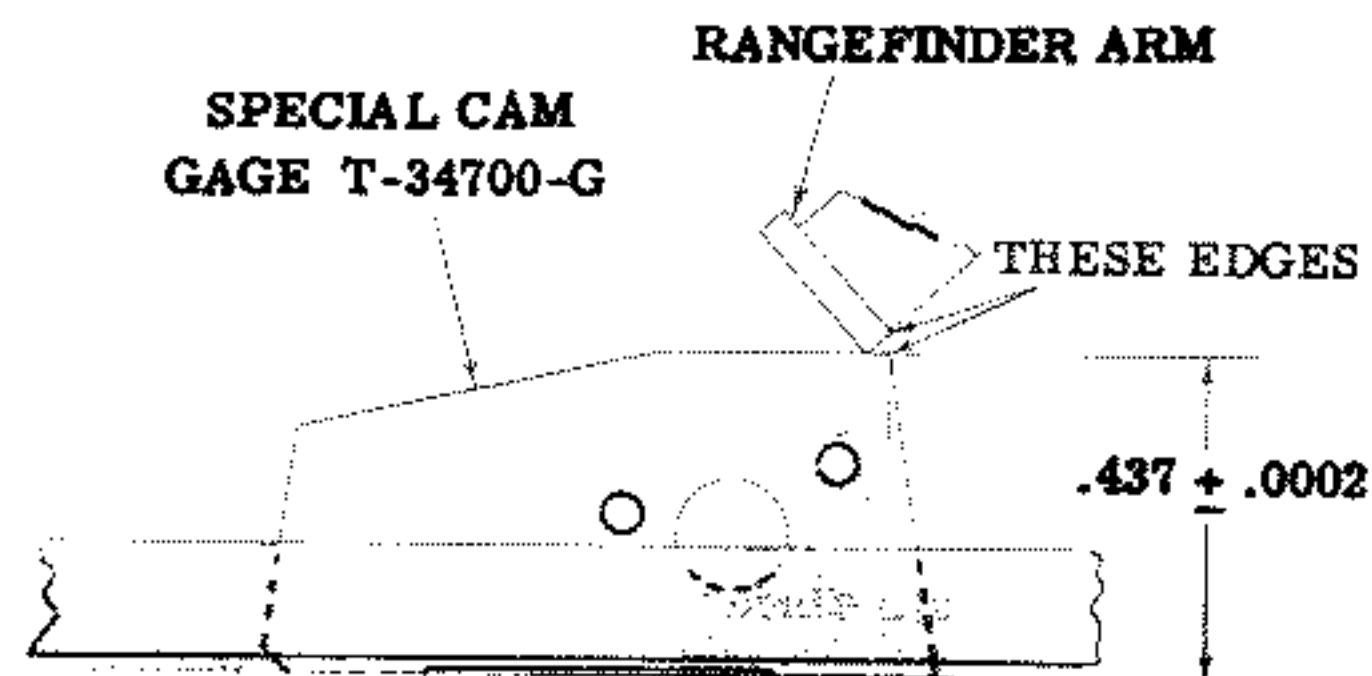 RANGEFINDER ARM
SPECIAL CAM
GAGE T-34700-G
THESE EDGES
.437 ± .0002